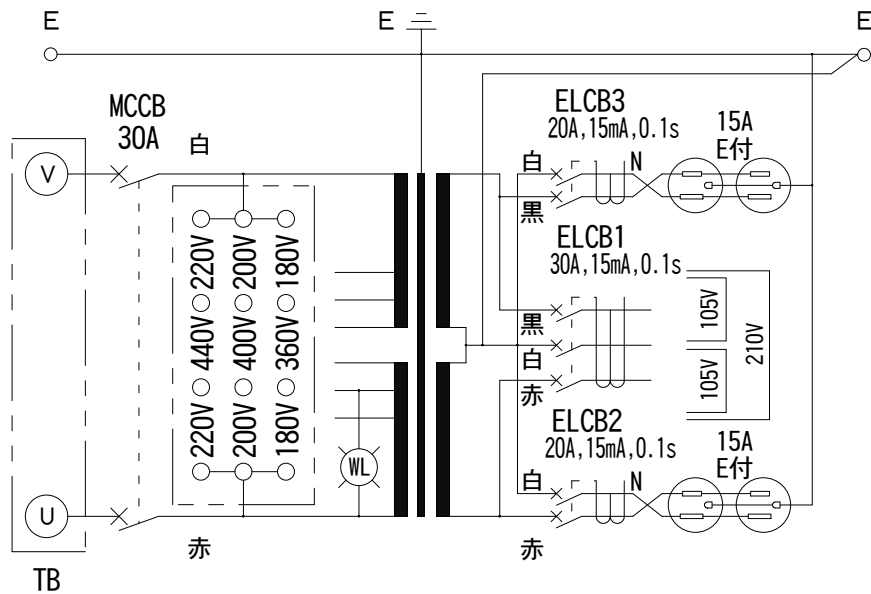 E
E
E
MCCB
30A
白
V
U
TB
赤
220V
200V
180V
440V
400V
360V
220V
200V
180V
WL
ELCB3
20A,15mA,0.1s
白
N
黒
15A
E付
ELCB1
30A,15mA,0.1s
黒
白
赤
105V
105V
210V
ELCB2
20A,15mA,0.1s
白
N
赤
15A
E付